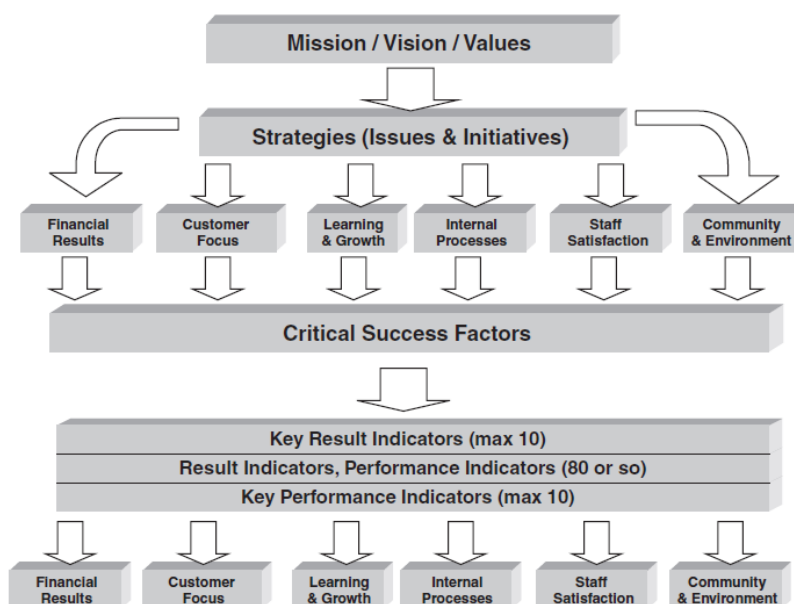 Mission / Vision / Values
Strategies (Issues & Initiatives)
Financial
Results
Customer
Focus
Learning
& Growth
Internal
Processes
Staff
Satisfaction
Community
& Environment
Critical Success Factors
Key Result Indicators (max 10)
Result Indicators, Performance Indicators (80 or so)
Key Performance Indicators (max 10)
Financial
Results
Customer
Focus
Learning
& Growth
Internal
Processes
Staff
Satisfaction
Community
& Environment